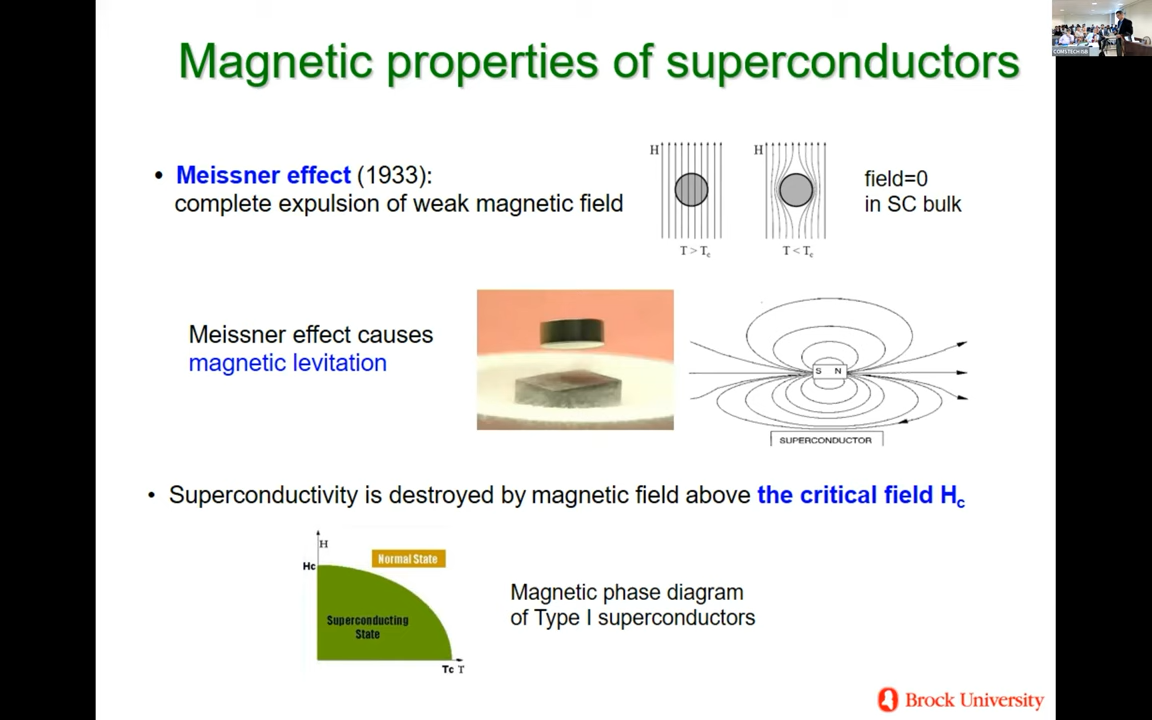 Magnetic properties of superconductors
COMSTECH ISB
• Meissner effect (1933):
complete expulsion of weak magnetic field
H
T > Tc
H
T < Tc
field=0
in SC bulk
Meissner effect causes
magnetic levitation
S N
SUPERCONDUCTOR
• Superconductivity is destroyed by magnetic field above the critical field Hc
H
Hc
Normal State
Superconducting
State
Tc T
Magnetic phase diagram
of Type I superconductors
Brock University